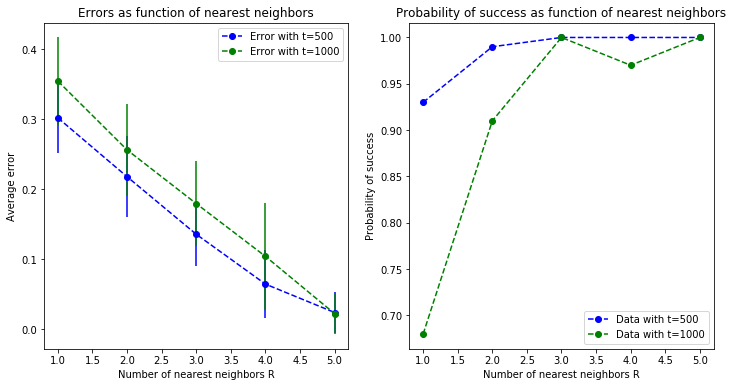 Errors as function of nearest neighbors
Error with t=500
Error with t=1000
0.4
0.3
0.2
0.1
0.0
Average error
1.0 1.5 2.0 2.5 3.0 3.5 4.0 4.5 5.0
Number of nearest neighbors R
Probability of success as function of nearest neighbors
1.00
0.95
0.90
0.85
0.80
0.75
0.70
Probability of success
Data with t=500
Data with t=1000
1.0 1.5 2.0 2.5 3.0 3.5 4.0 4.5 5.0
Number of nearest neighbors R